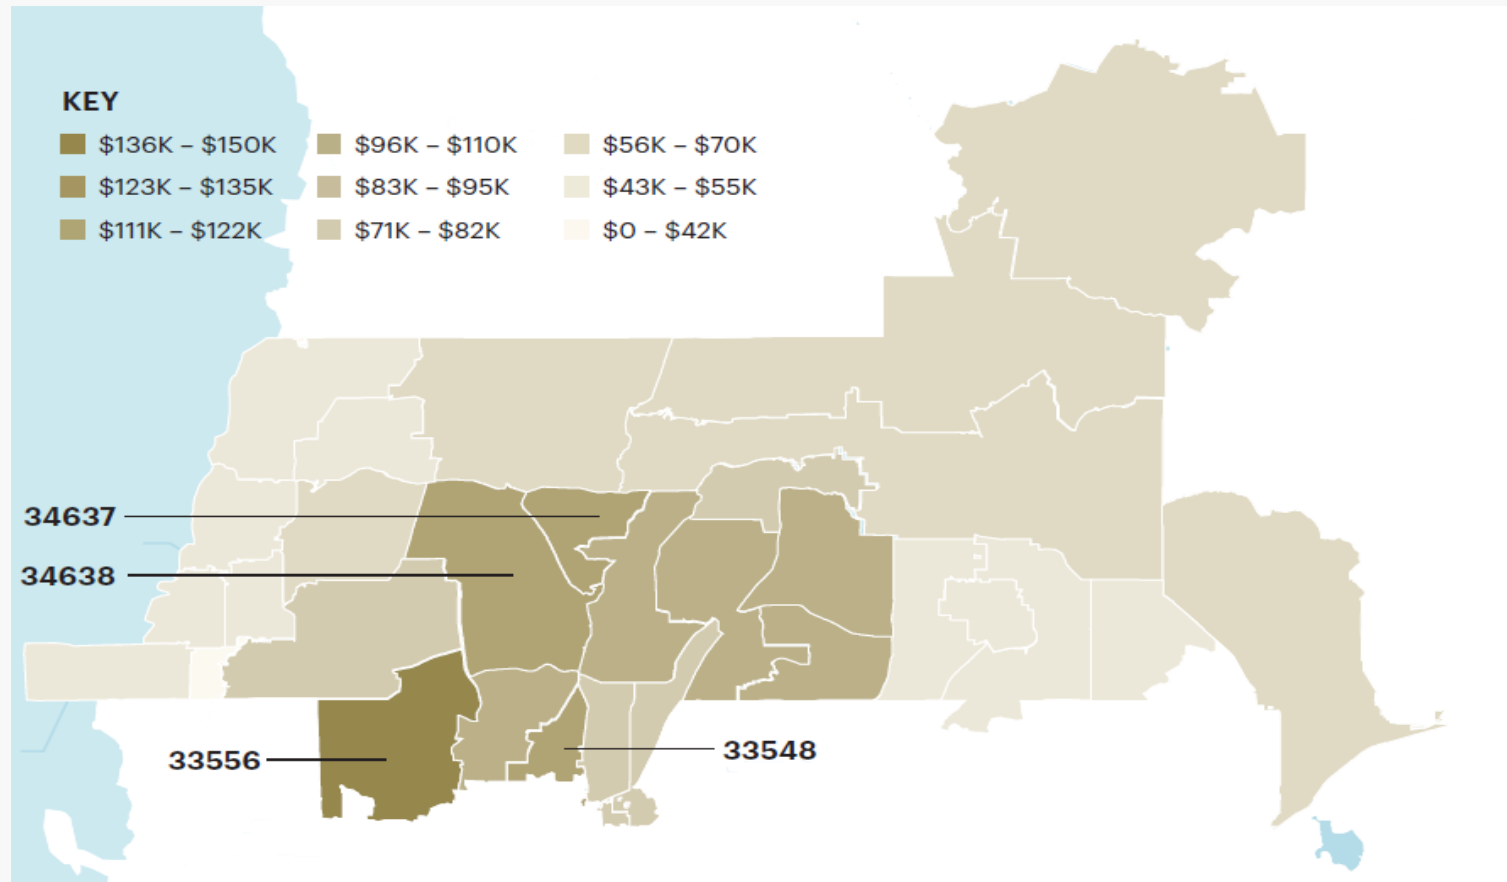 KEY
$136K – $150K
$123K – $135K
$111K – $122K
$96K – $110K
$83K – $95K
$71K – $82K
$56K – $70K
$43K – $55K
$0 – $42K
34637
34638
33556
33548